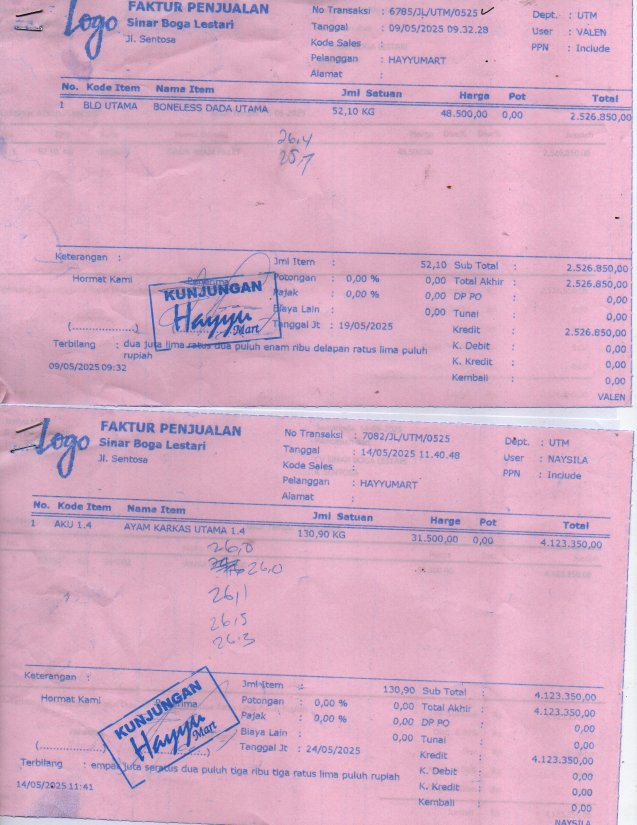 Logo
FAKTUR PENJUALAN
Sinar Boga Lestari
Jl. Sentosa
No Transaksi : 6785/JL/UTM/0525
Tanggal : 09/05/2025 09.32.28
Kode Sales :
Pelanggan : HAYYUMART
Alamat :
Dept. : UTM
User : VALEN
PPN : Include
No. Kode Item Nama Item Jml Satuan Harga Pot Total
1 BLD UTAMA BONELESS DADA UTAMA 52,10 KG 48.500,00 0,00 2.526.850,00
26,4
25,7
Keterangan :
Hormat Kami Penerima
(.....................)
KUNJUNGAN
Hayyu
Mart
Jml Item : 52,10
Potongan : 0,00 % 0,00
Pajak : 0,00 % 0,00
Biaya Lain : 0,00
Tanggal Jt : 19/05/2025
Sub Total : 2.526.850,00
Total Akhir : 2.526.850,00
DP PO : 0,00
Tunai : 0,00
Kredit : 2.526.850,00
K. Debit : 0,00
K. Kredit : 0,00
Kembali : 0,00
Terbilang : dua juta lima ratus dua puluh enam ribu delapan ratus lima puluh
rupiah
09/05/2025 09:32
VALEN
Logo
FAKTUR PENJUALAN
Sinar Boga Lestari
Jl. Sentosa
No Transaksi : 7082/JL/UTM/0525
Tanggal : 14/05/2025 11.40.48
Kode Sales :
Pelanggan : HAYYUMART
Alamat :
Dept. : UTM
User : NAYSILA
PPN : Include
No. Kode Item Nama Item Jml Satuan Harga Pot Total
1 AKU 1.4 AYAM KARKAS UTAMA 1.4 130,90 KG 31.500,00 0,00 4.123.350,00
26,0
26,0
26,1
26,5
26.3
Keterangan :
Hormat Kami
(.....................)
KUNJUNGAN
Hayyu
Mart
Jml Item : 130,90
Potongan : 0,00 % 0,00
Pajak : 0,00 % 0,00
Biaya Lain : 0,00
Tanggal Jt : 24/05/2025
Sub Total : 4.123.350,00
Total Akhir : 4.123.350,00
DP PO : 0,00
Tunai : 0,00
Kredit : 4.123.350,00
K. Debit : 0,00
K. Kredit : 0,00
Kembali : 0,00
Terbilang : empat juta seratus dua puluh tiga ribu tiga ratus lima puluh rupiah
14/05/2025 11:41
NAYSILA